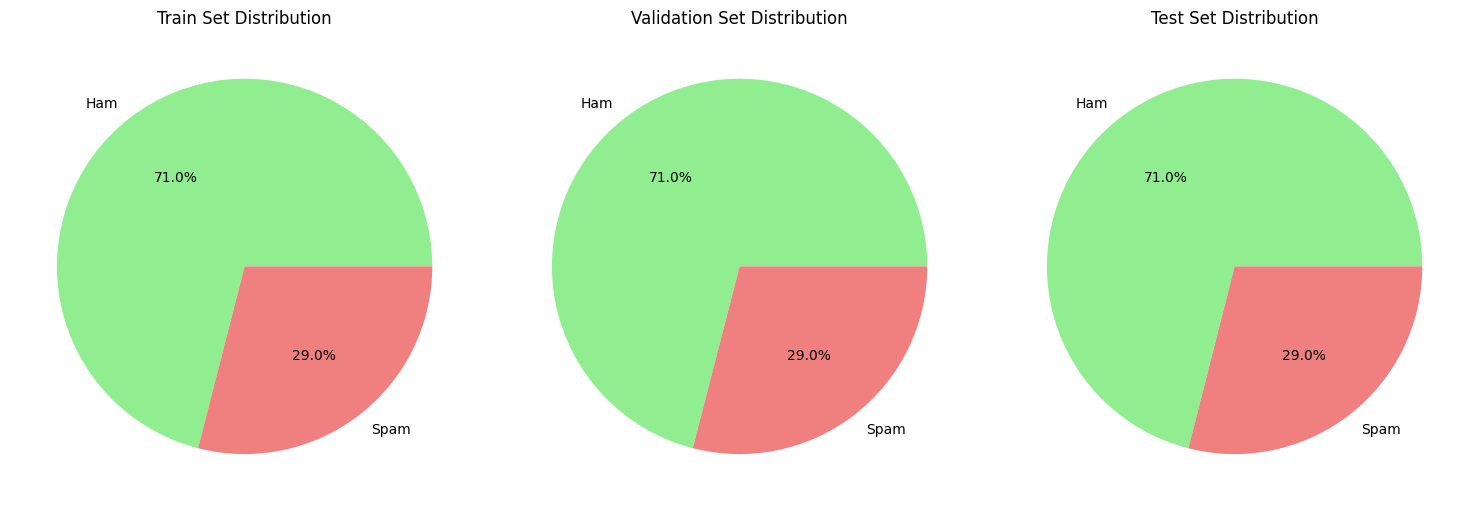 Train Set Distribution
Ham
71.0%
29.0%
Spam
Validation Set Distribution
Ham
71.0%
29.0%
Spam
Test Set Distribution
Ham
71.0%
29.0%
Spam